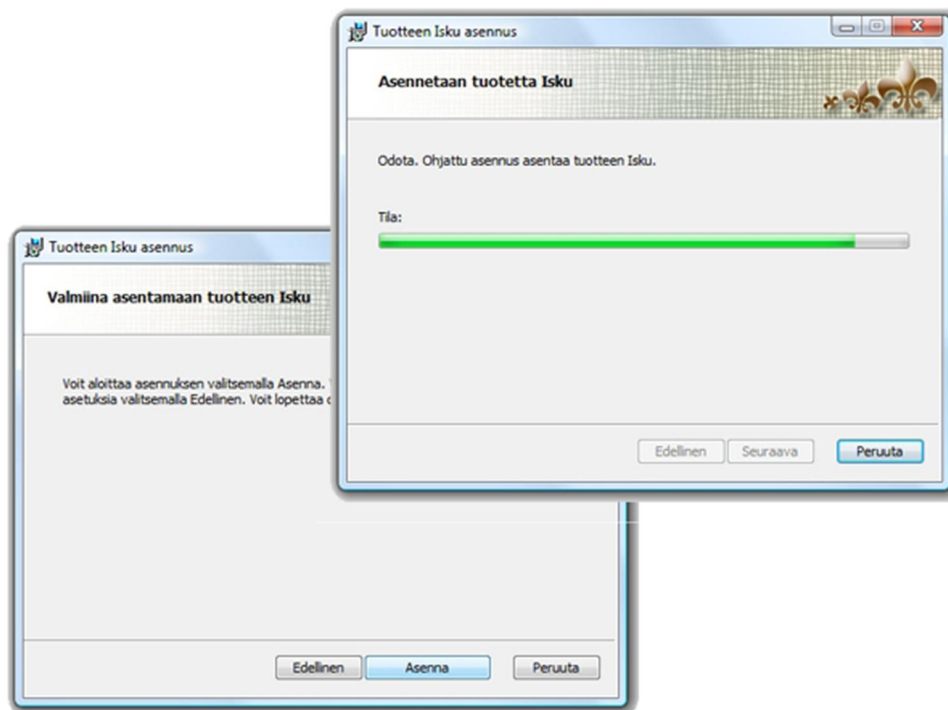 Tuotteen Isku asennus
Asennetaan tuotetta Isku
Odota. Ohjattu asennus asentaa tuotteen Isku.
Tila:
Edellinen
Seuraava
Peruuta
Tuotteen Isku asennus
Valmiina asentamaan tuotteen Isku
Voit aloittaa asennuksen valitsemalla Asenna.
asetuksia valitsemalla Edellinen. Voit lopettaa
Edellinen
Asenna
Peruuta